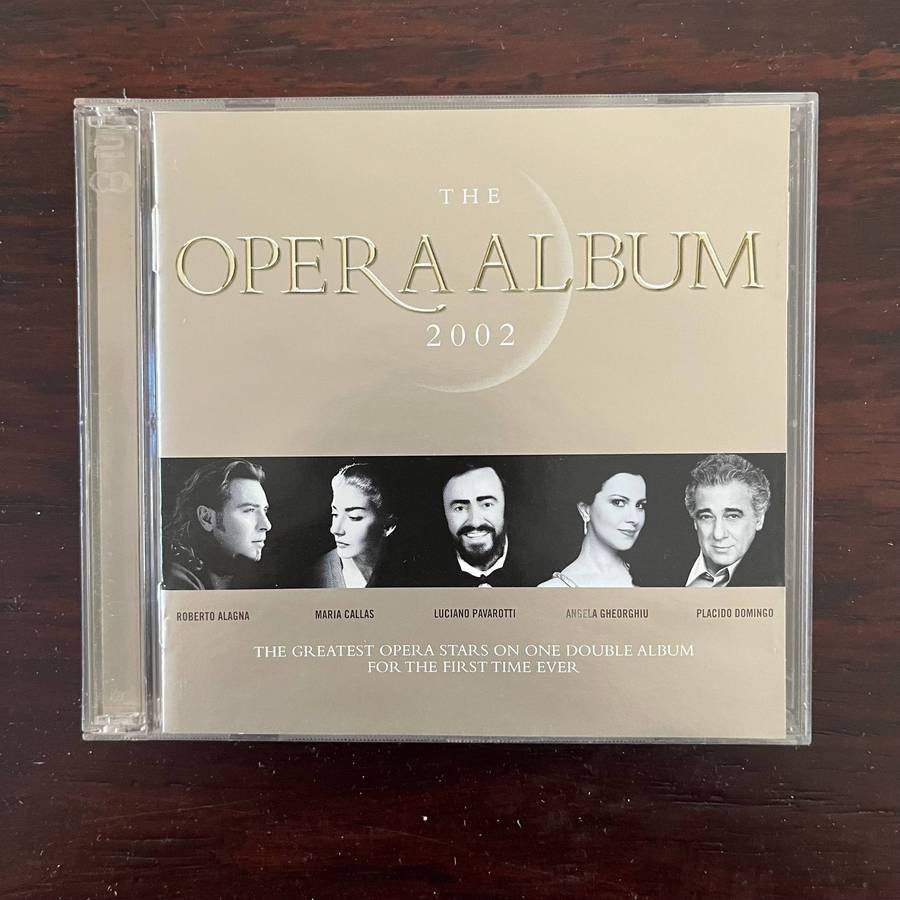 THE
OPERA ALBUM
2002
ROBERTO ALAGNA
MARIA CALLAS
LUCIANO PAVAROTTI
ANGELA GHEORGHIU
PLACIDO DOMINGO
THE GREATEST OPERA STARS ON ONE DOUBLE ALBUM
FOR THE FIRST TIME EVER